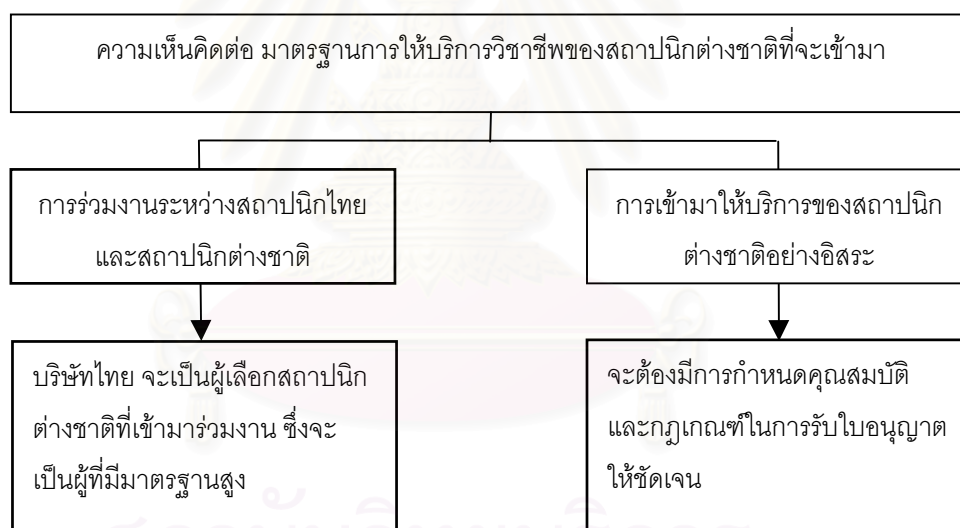 ความเห็นคิดต่อ มาตรฐานการให้บริการวิชาชีพของสถาปนิกต่างชาติที่จะเข้ามา
การร่วมงานระหว่างสถาปนิกไทย
และสถาปนิกต่างชาติ
การเข้ามาให้บริการของสถาปนิก
ต่างชาติอย่างอิสระ
บริษัทไทย จะเป็นผู้เลือกสถาปนิก
ต่างชาติที่เข้ามาร่วมงาน ซึ่งจะ
เป็นผู้ที่มีมาตรฐานสูง
จะต้องมีการกำหนดคุณสมบัติ
และกฎเกณฑ์ในการรับใบอนุญาต
ให้ชัดเจน